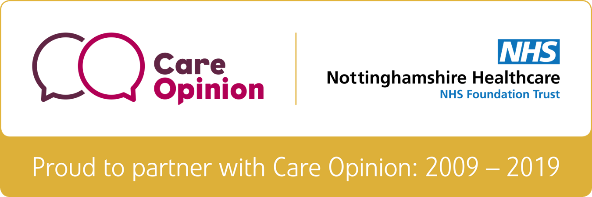 Care
Opinion
NHS
Nottinghamshire Healthcare
NHS Foundation Trust
Proud to partner with Care Opinion: 2009 – 2019